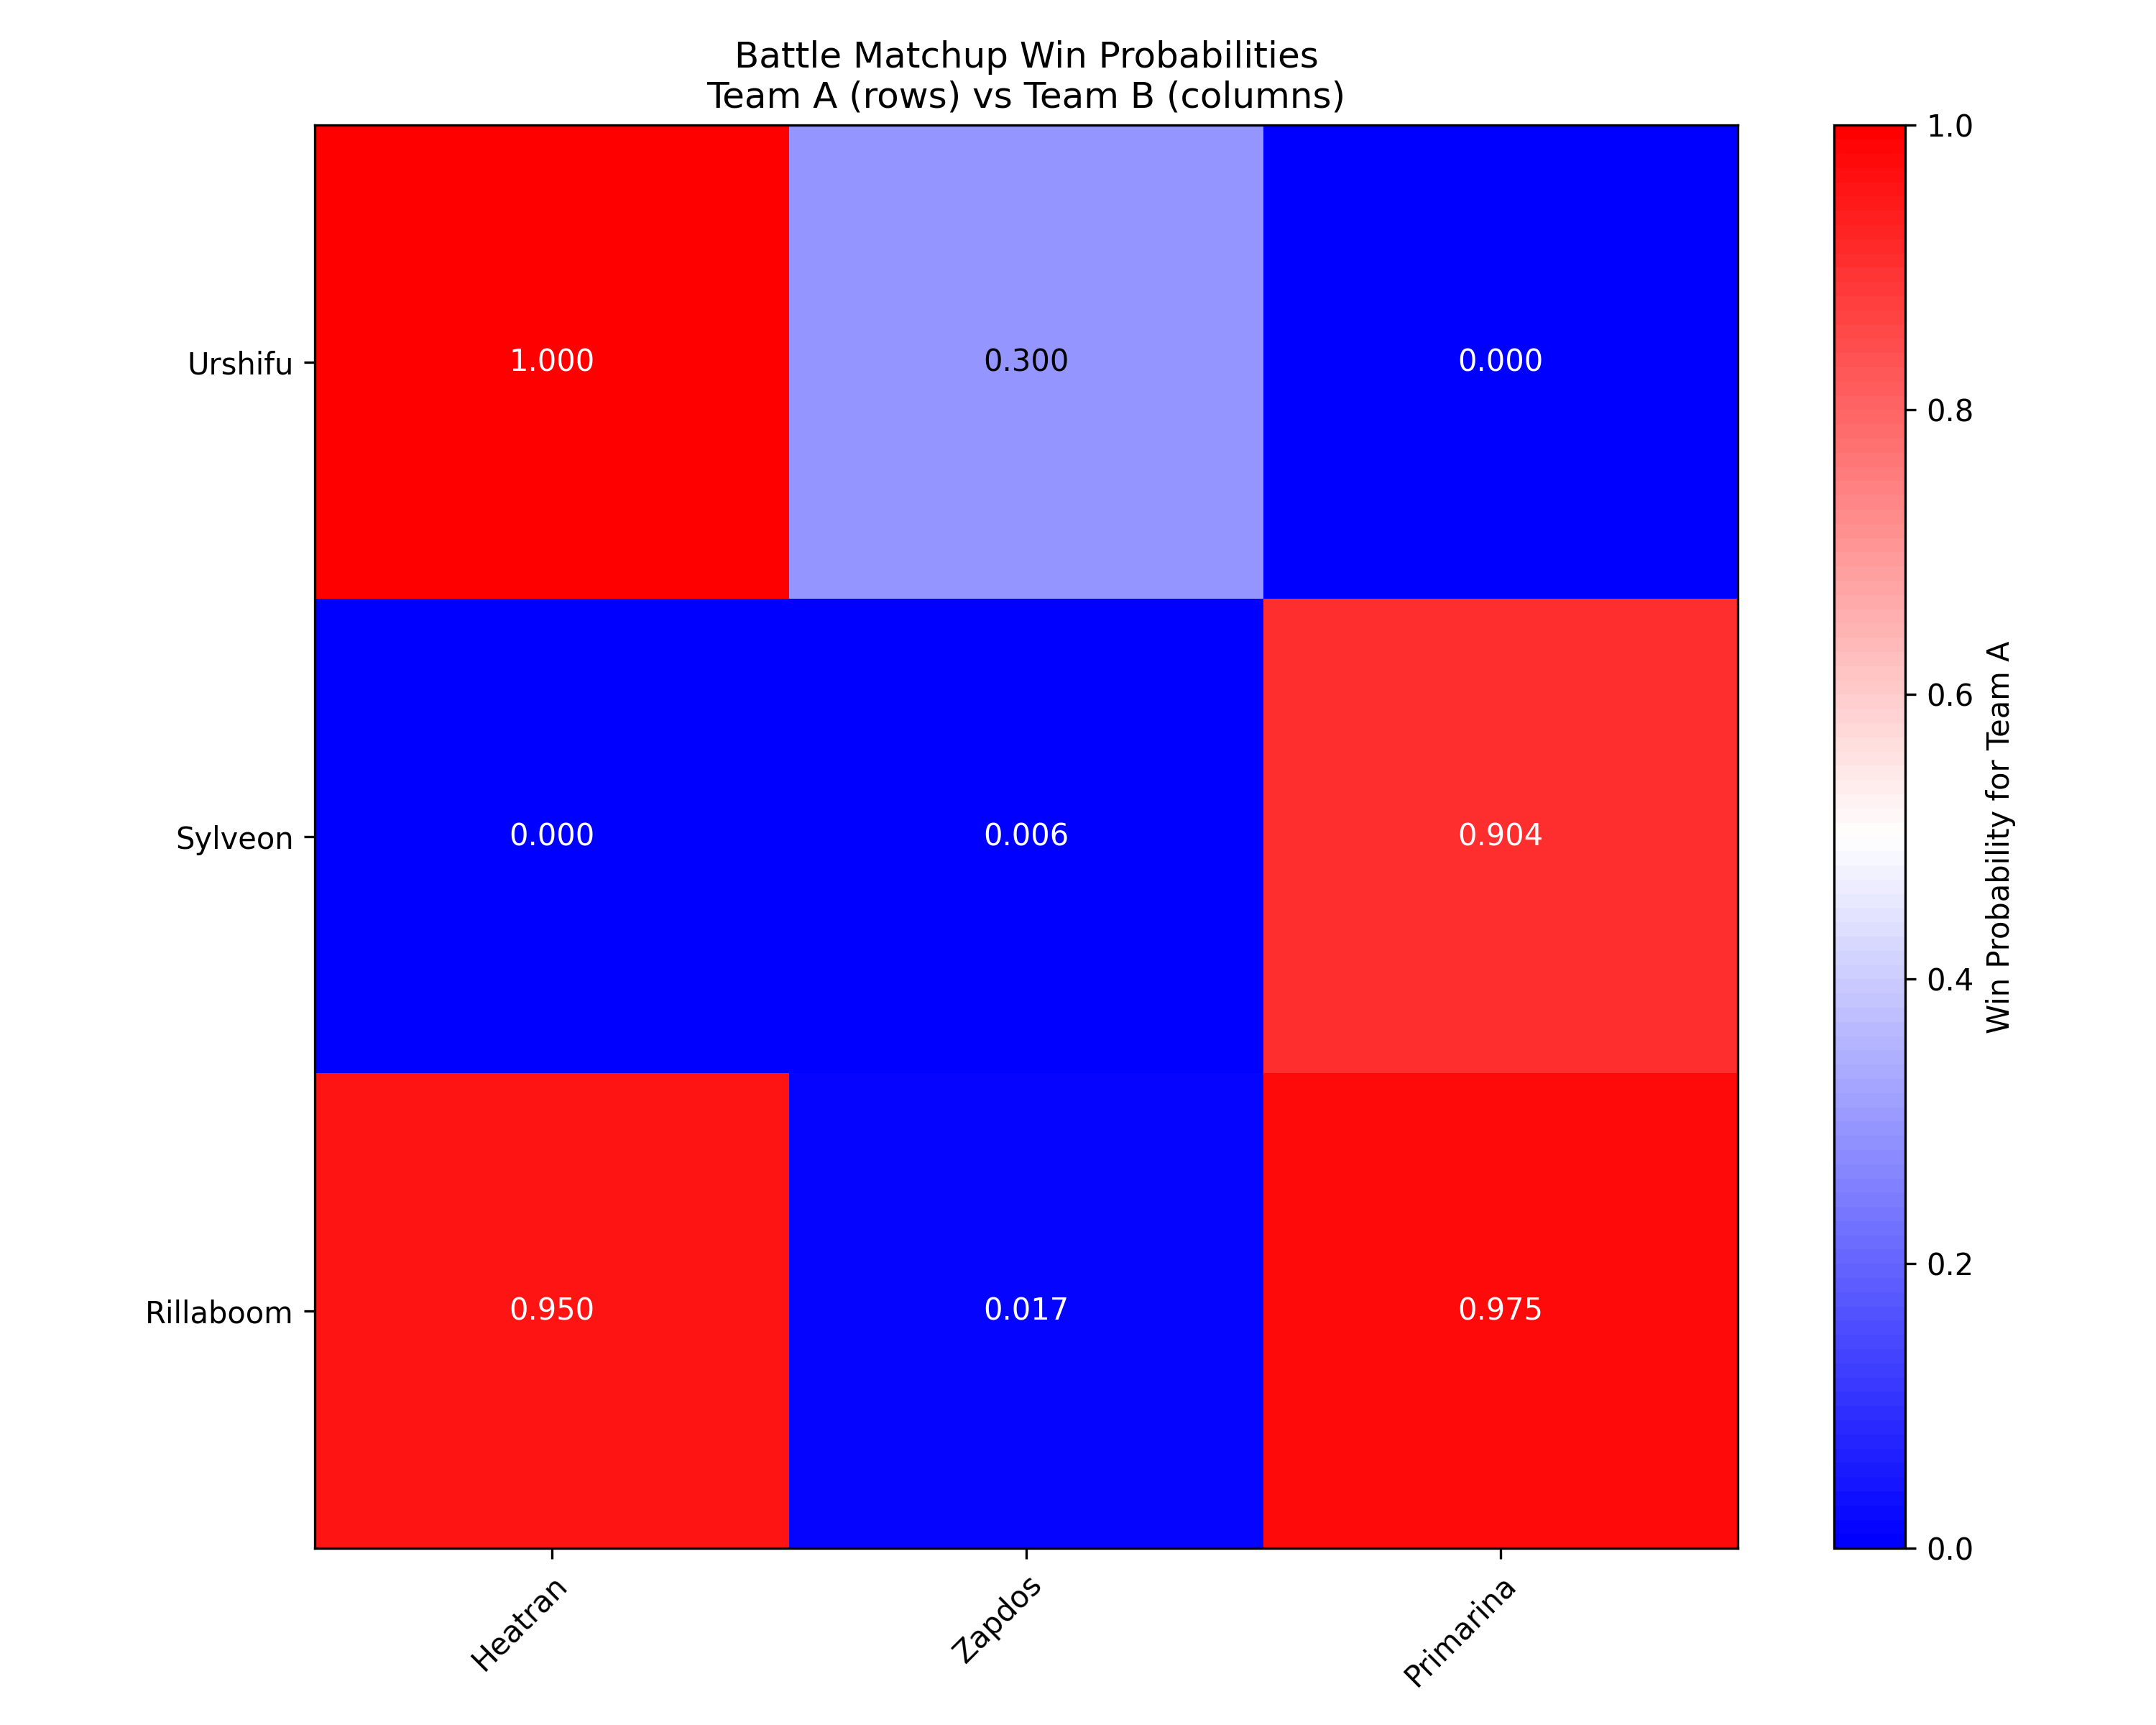 Battle Matchup Win Probabilities
Team A (rows) vs Team B (columns)
Urshifu
1.000
0.300
0.000
Sylveon
0.000
0.006
0.904
Rillaboom
0.950
0.017
0.975
Heatran
Zapdos
Primarina
1.0
0.8
0.6
0.4
0.2
0.0
Win Probability for Team A